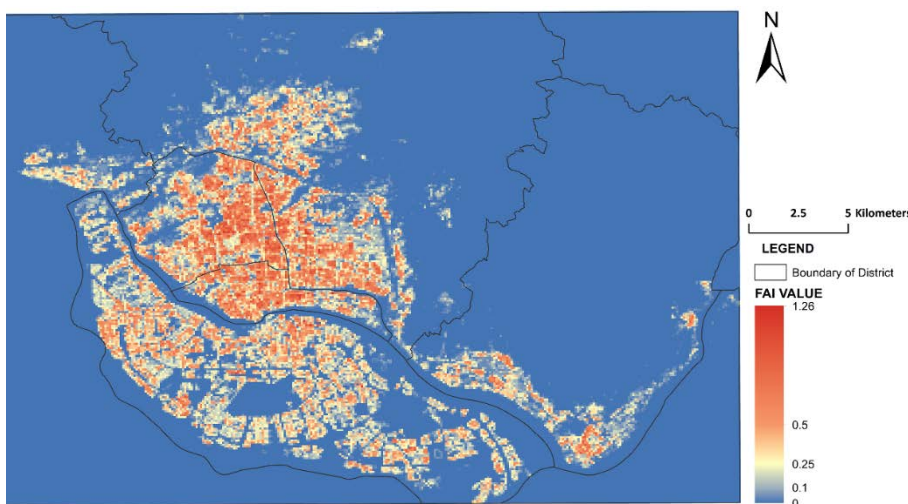 N
0 2.5 5 Kilometers
LEGEND
Boundary of District
FAI VALUE
1.26
0.5
0.25
0.1
0